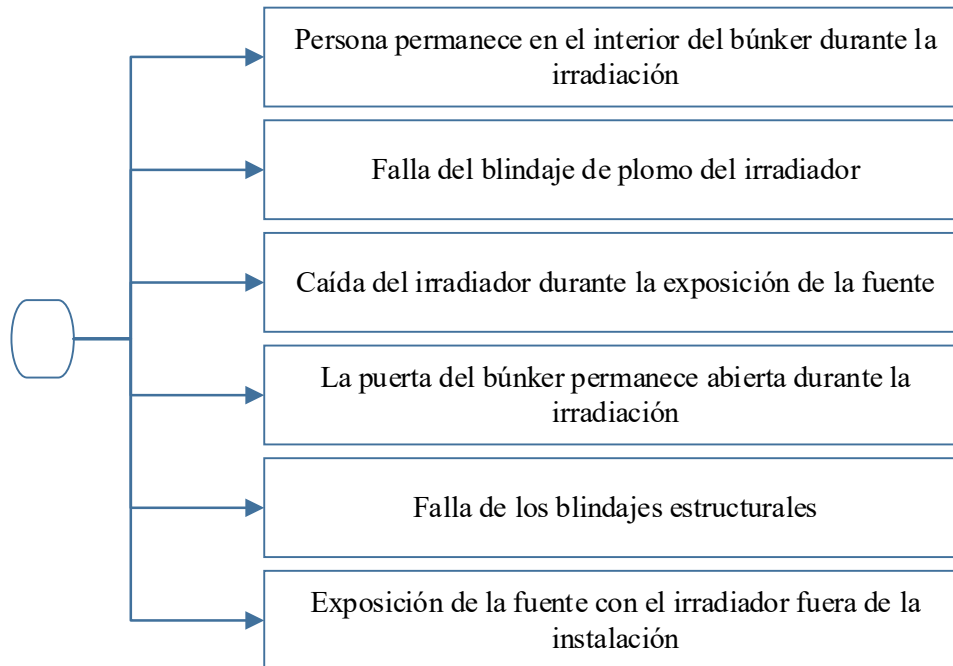 Persona permanece en el interior del búnker durante la
irradiación
Falla del blindaje de plomo del irradiador
Caída del irradiador durante la exposición de la fuente
La puerta del búnker permanece abierta durante la
irradiación
Falla de los blindajes estructurales
Exposición de la fuente con el irradiador fuera de la
instalación